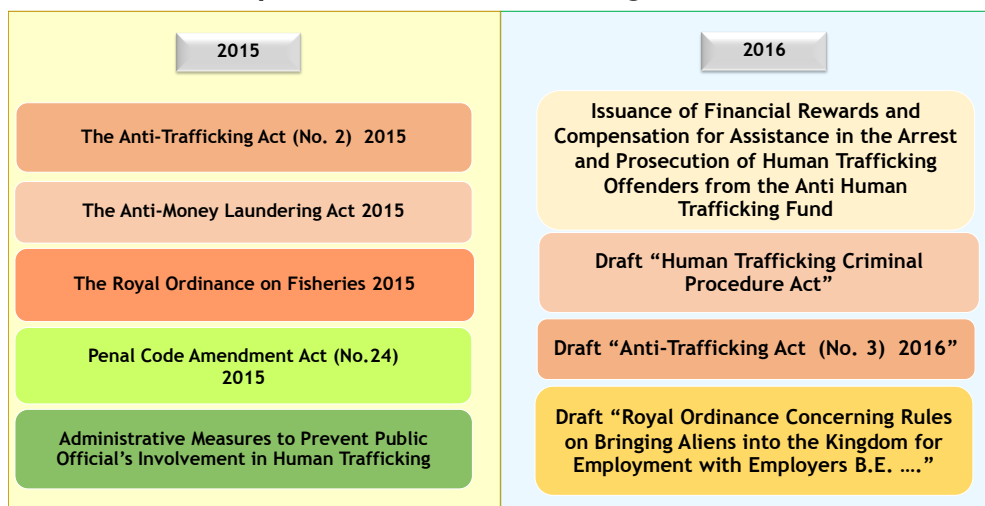 2015
The Anti-Trafficking Act (No. 2)  2015
The Anti-Money Laundering Act 2015
The Royal Ordinance on Fisheries 2015
Penal Code Amendment Act (No.24)
2015
Administrative Measures to Prevent Public
Official’s Involvement in Human Trafficking
2016
Issuance of Financial Rewards and
Compensation for Assistance in the Arrest
and Prosecution of Human Trafficking
Offenders from the Anti Human
Trafficking Fund
Draft “Human Trafficking Criminal
Procedure Act”
Draft “Anti-Trafficking Act  (No. 3)  2016”
Draft “Royal Ordinance Concerning Rules
on Bringing Aliens into the Kingdom for
Employment with Employers B.E. ….”